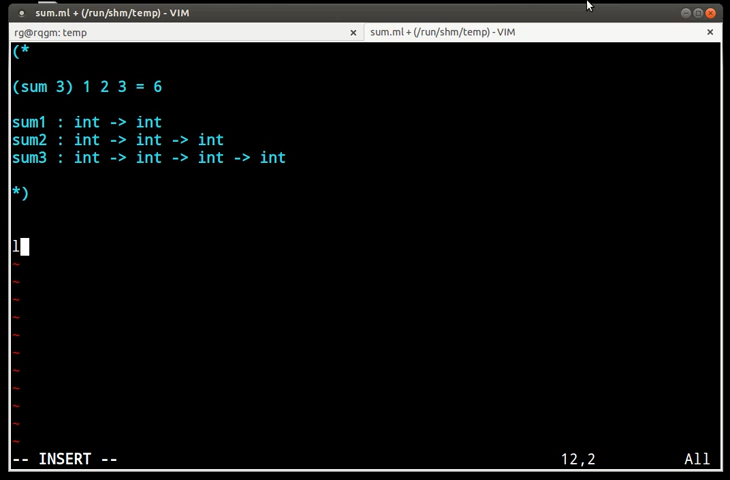 sum.ml + (/run/shm/temp) - VIM
rg@rqgm: temp × sum.ml + (/run/shm/temp) - VIM ×
(*
(sum 3) 1 2 3 = 6
sum1 : int -> int
sum2 : int -> int -> int
sum3 : int -> int -> int -> int
*)
l
~
~
~
~
~
~
~
~
~
~
~
-- INSERT -- 12,2 All